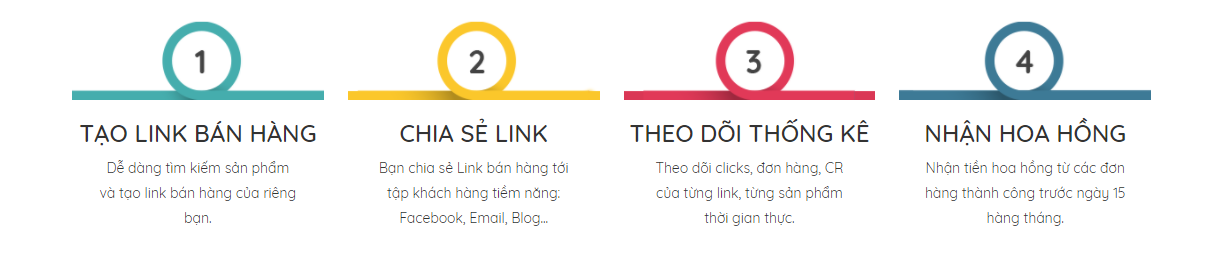 1
TẠO LINK BÁN HÀNG
Dễ dàng tìm kiếm sản phẩm
và tạo link bán hàng của riêng
bạn.
2
CHIA SẺ LINK
Bạn chia sẻ Link bán hàng tới
tập khách hàng tiềm năng:
Facebook, Email, Blog...
3
THEO DÕI THỐNG KÊ
Theo dõi clicks, đơn hàng, CR
của từng link, từng sản phẩm
thời gian thực.
4
NHẬN HOA HỒNG
Nhận tiền hoa hồng từ các đơn
hàng thành công trước ngày 15
hàng tháng.